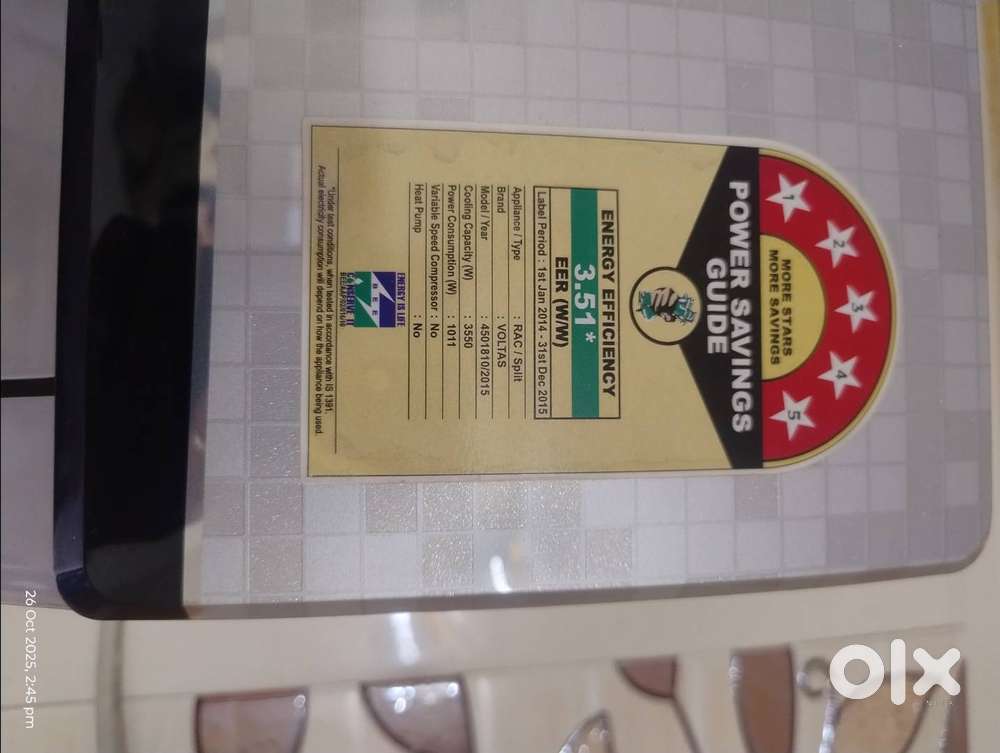 1 2 3 4 5
MORE STARS
MORE SAVINGS
POWER SAVINGS
GUIDE
ENERGY EFFICIENCY
3.51*
EER (W/W)
Label Period : 1st Jan 2014 - 31st Dec 2015
Appliance / Type : RAC / Split
Brand : VOLTAS
Model / Year : 4501810/2015
Cooling Capacity (W) : 3550
Power Consumption (W) : 1011
Variable Speed Compressor : No
Heat Pump : No
ENERGY IS LIFE
BEE
CONSERVE IT
*Under test conditions, when tested in accordance with IS 1391.
Actual electricity consumption will depend on how the appliance being used.
26 Oct 2025, 2:45 pm
olx